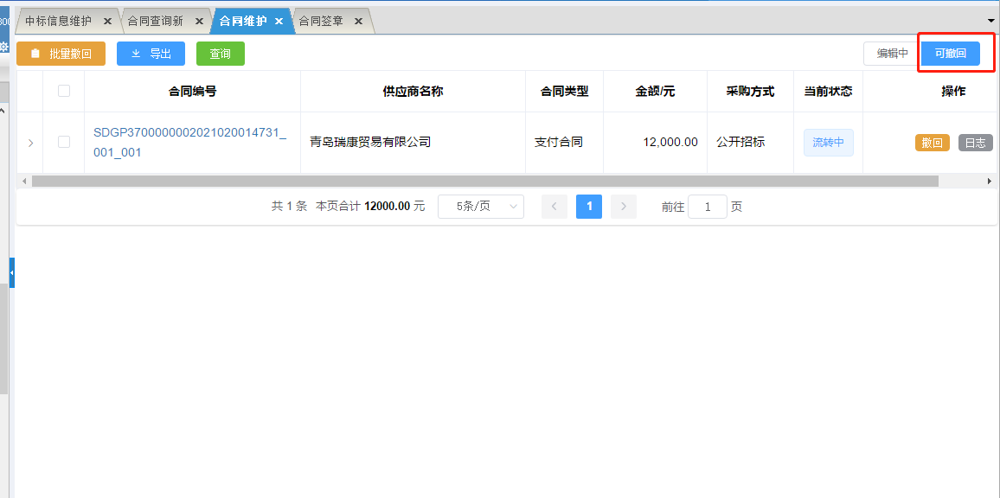 中标信息维护 × 合同查询新 × 合同维护 × 合同签章 ×
批量撤回 导出 查询 编辑中 可撤回
合同编号 供应商名称 合同类型 金额/元 采购方式 当前状态 操作
SDGP3700000002021020014731_
001_001
青岛瑞康贸易有限公司 支付合同 12,000.00 公开招标 流转中 撤回 日志
共 1 条 本页合计 12000.00 元 5条/页 1 前往 1 页